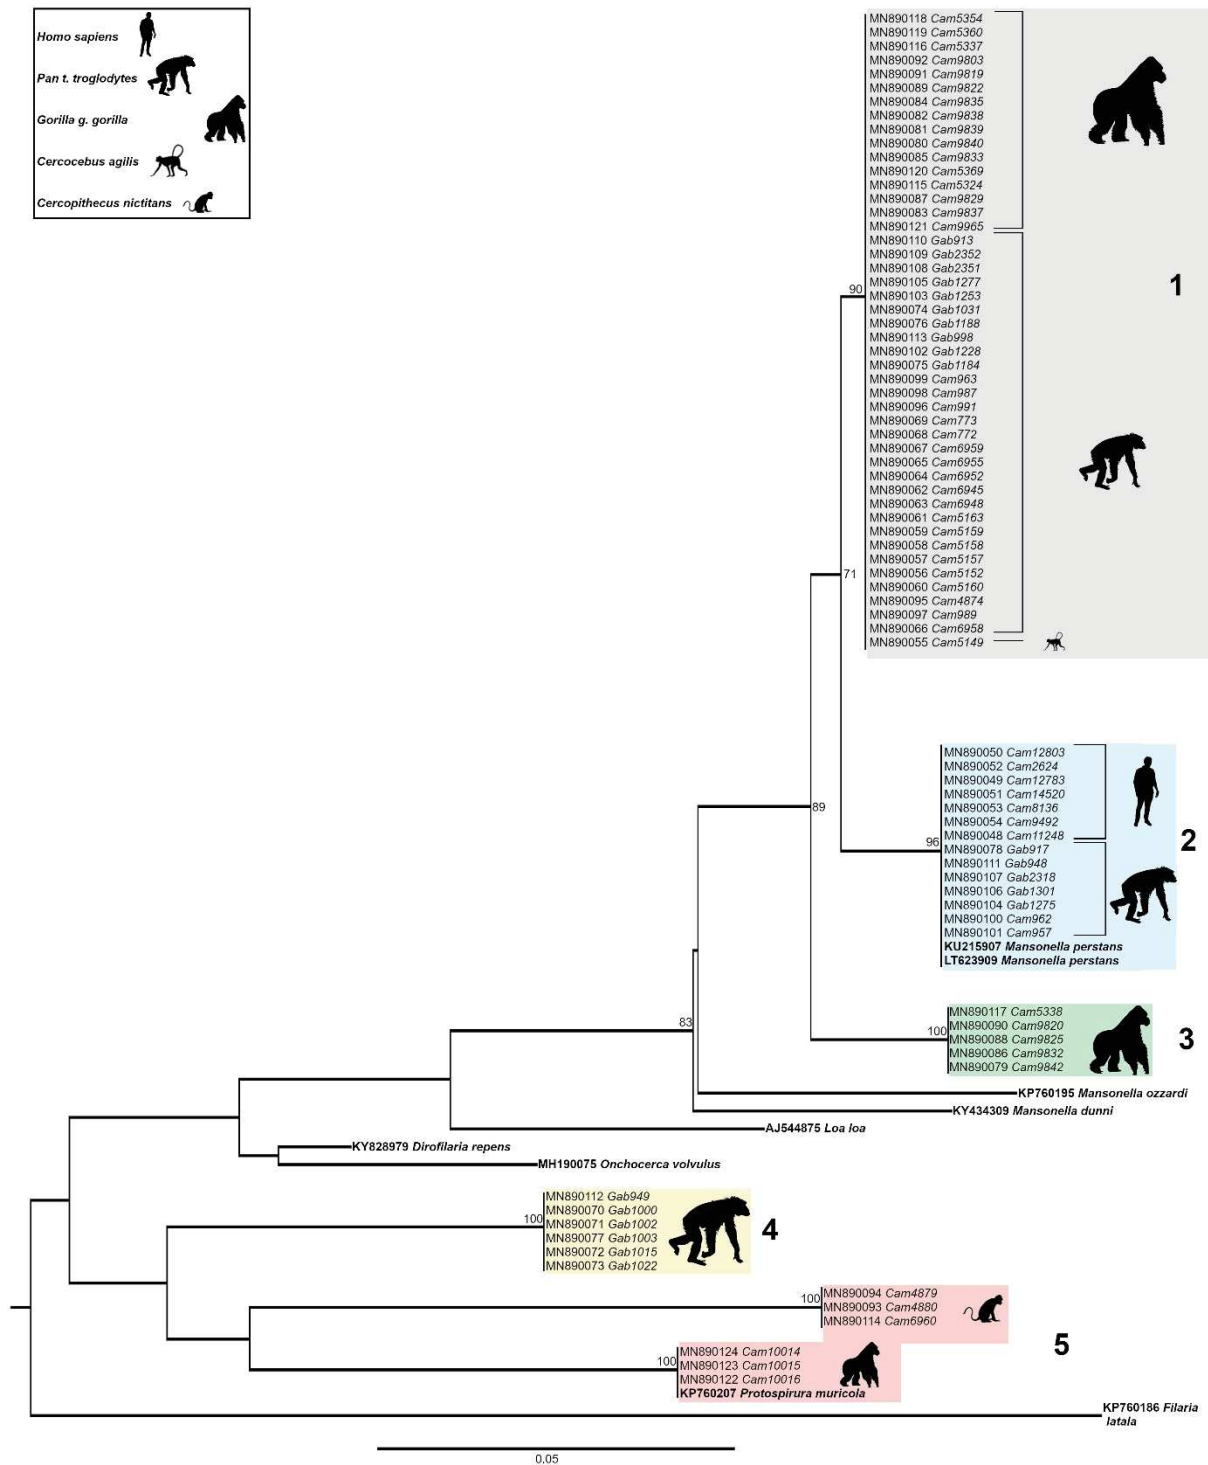 Homo sapiens
Pan t. troglodytes
Gorilla g. gorilla
Cercocebus agilis
Cercopithecus nictitans
MN890118 Cam5354
MN890119 Cam5360
MN890116 Cam5337
MN890092 Cam9803
MN890091 Cam9819
MN890089 Cam9822
MN890084 Cam9835
MN890082 Cam9838
MN890081 Cam9839
MN890080 Cam9840
MN890085 Cam9833
MN890120 Cam5369
MN890115 Cam5324
MN890087 Cam9829
MN890083 Cam9837
MN890121 Cam9965
MN890110 Gab913
MN890109 Gab2352
MN890108 Gab2351
MN890105 Gab1277
MN890103 Gab1253
MN890074 Gab1031
MN890076 Gab1188
MN890113 Gab998
MN890102 Gab1228
MN890075 Gab1184
MN890099 Cam963
MN890098 Cam987
MN890096 Cam991
MN890069 Cam773
MN890068 Cam772
MN890067 Cam6959
MN890065 Cam6955
MN890064 Cam6952
MN890062 Cam6945
MN890063 Cam6948
MN890061 Cam5163
MN890059 Cam5159
MN890058 Cam5158
MN890057 Cam5157
MN890056 Cam5152
MN890060 Cam5160
MN890095 Cam4874
MN890097 Cam989
MN890066 Cam6958
MN890055 Cam5149
1
90
71
MN890050 Cam12803
MN890052 Cam2624
MN890049 Cam12783
MN890051 Cam14520
MN890053 Cam8136
MN890054 Cam9492
MN890048 Cam11248
MN890078 Gab917
MN890111 Gab948
MN890107 Gab2318
MN890106 Gab1301
MN890104 Gab1275
MN890100 Cam962
MN890101 Cam957
KU215907 Mansonella perstans
LT623909 Mansonella perstans
2
96
89
MN890117 Cam5338
MN890090 Cam9820
MN890088 Cam9825
MN890086 Cam9832
MN890079 Cam9842
3
100
83
KP760195 Mansonella ozzardi
KY434309 Mansonella dunni
AJ544875 Loa loa
KY828979 Dirofilaria repens
MH190075 Onchocerca volvulus
MN890112 Gab949
MN890070 Gab1000
MN890071 Gab1002
MN890077 Gab1003
MN890072 Gab1015
MN890073 Gab1022
4
100
MN890094 Cam4879
MN890093 Cam4880
MN890114 Cam6960
100
5
MN890124 Cam10014
MN890123 Cam10015
MN890122 Cam10016
KP760207 Protospirura muricola
100
KP760186 Filaria
latala
0,05